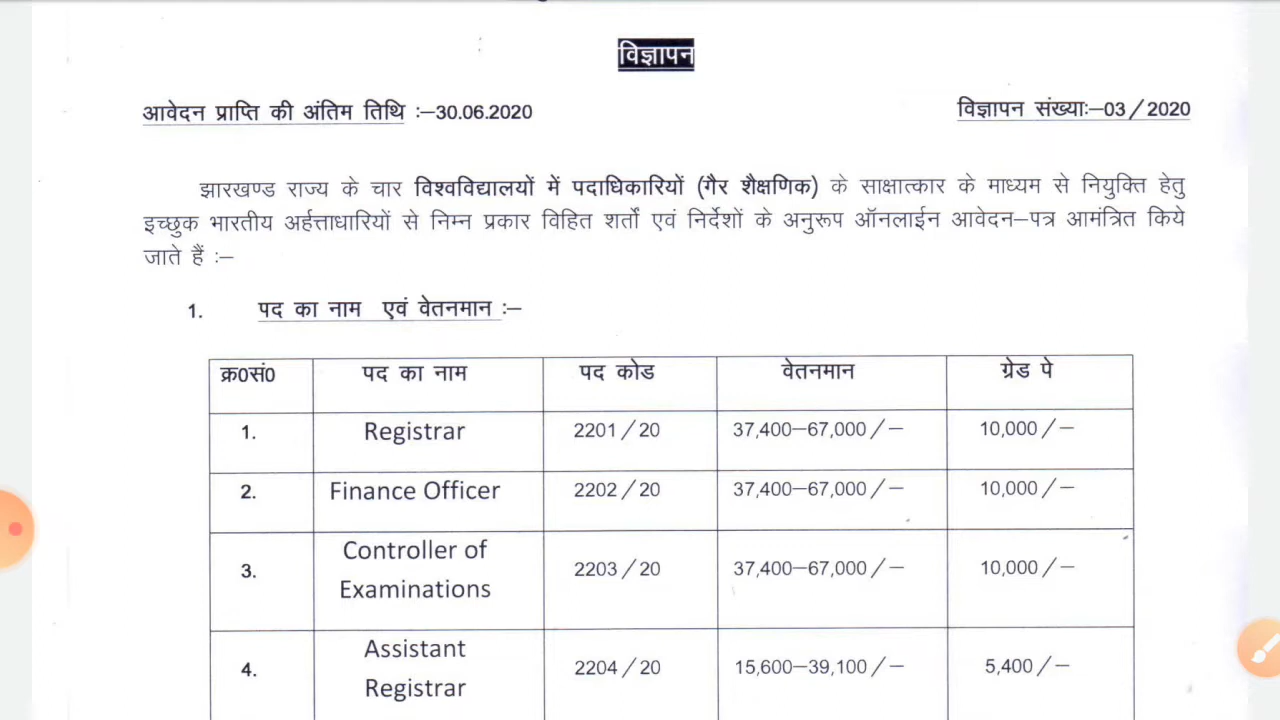 विज्ञापन
आवेदन प्राप्ति की अंतिम तिथि :–30.06.2020 विज्ञापन संख्याः–03/2020
झारखण्ड राज्य के चार विश्वविद्यालयों में पदाधिकारियों (गैर शैक्षणिक) के साक्षात्कार के माध्यम से नियुक्ति हेतु
इच्छुक भारतीय अर्हत्ताधारियों से निम्न प्रकार विहित शर्तों एवं निर्देशों के अनुरूप ऑनलाईन आवेदन–पत्र आमंत्रित किये
जाते हैं :–
1. पद का नाम एवं वेतनमान :–
क्र0सं0 पद का नाम पद कोड वेतनमान ग्रेड पे
1. Registrar 2201/20 37,400–67,000/– 10,000/–
2. Finance Officer 2202/20 37,400–67,000/– 10,000/–
3. Controller of Examinations 2203/20 37,400–67,000/– 10,000/–
4. Assistant Registrar 2204/20 15,600–39,100/– 5,400/–